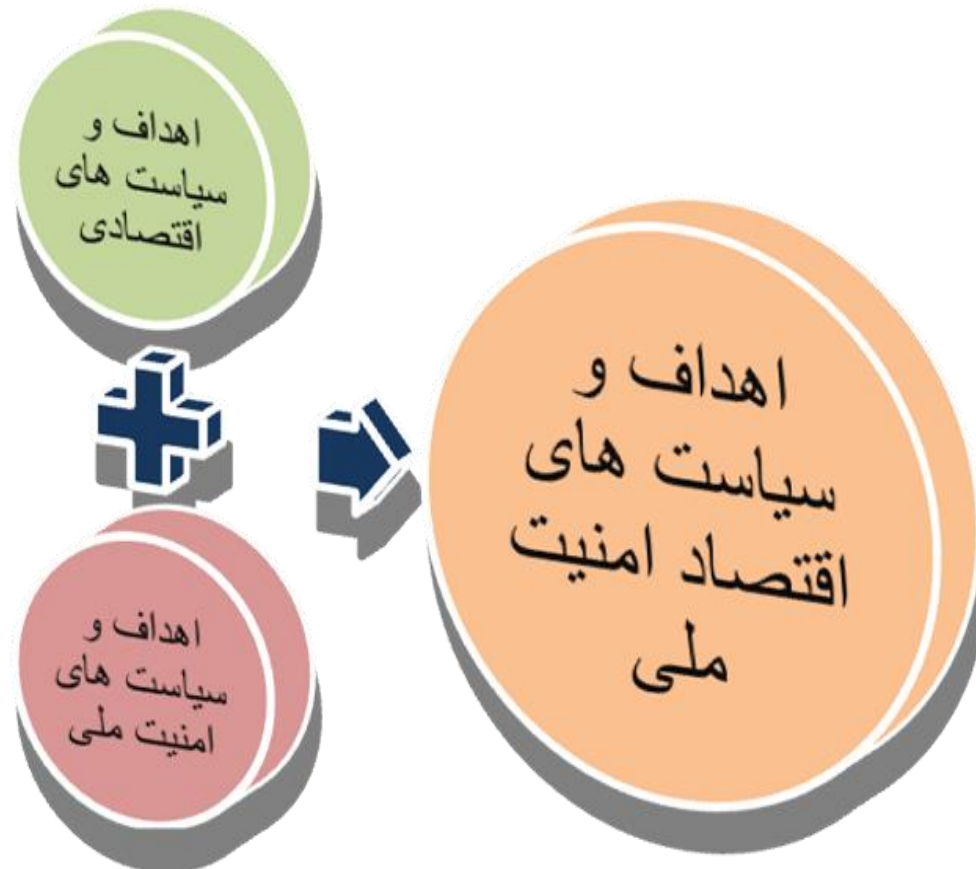 اهداف و
سیاست های
اقتصادی
اهداف و
سیاست های
امنیت ملی
اهداف و
سیاست های
اقتصاد امنیت
ملی